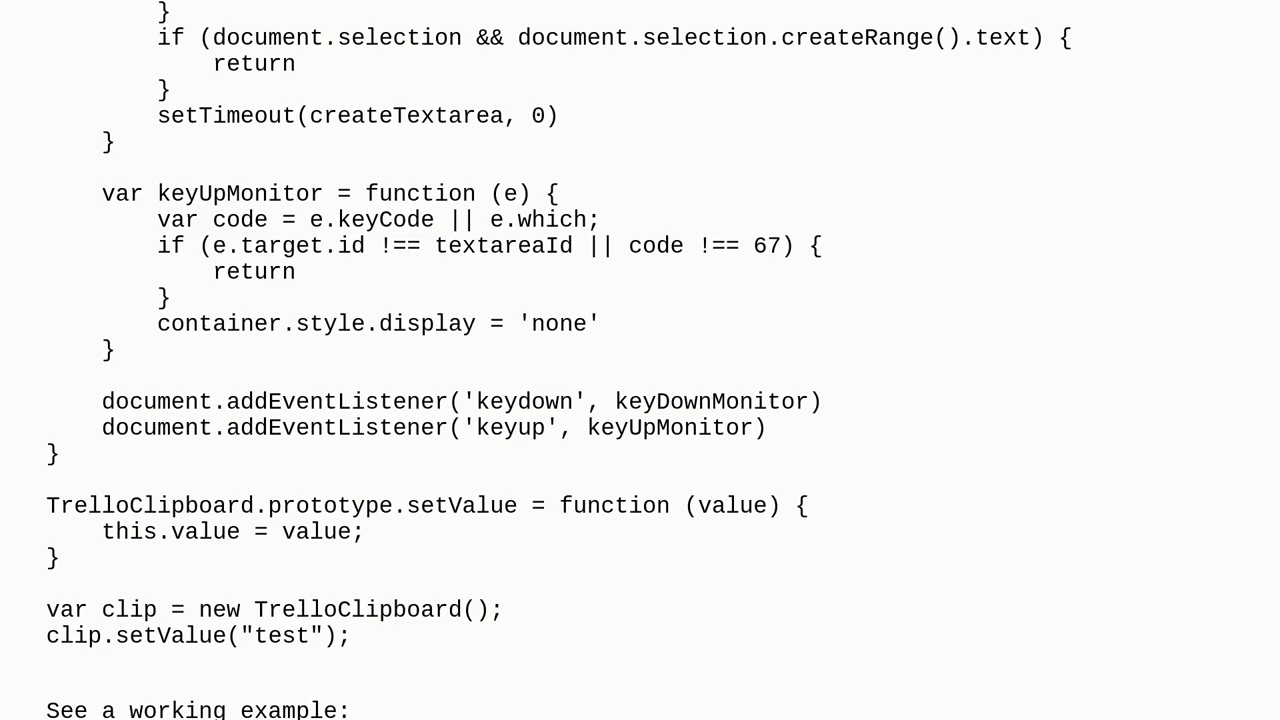 }
        if (document.selection && document.selection.createRange().text) {
            return
        }
        setTimeout(createTextarea, 0)
    }

    var keyUpMonitor = function (e) {
        var code = e.keyCode || e.which;
        if (e.target.id !== textareaId || code !== 67) {
            return
        }
        container.style.display = 'none'
    }

    document.addEventListener('keydown', keyDownMonitor)
    document.addEventListener('keyup', keyUpMonitor)
}

TrelloClipboard.prototype.setValue = function (value) {
    this.value = value;
}

var clip = new TrelloClipboard();
clip.setValue("test");

See a working example: